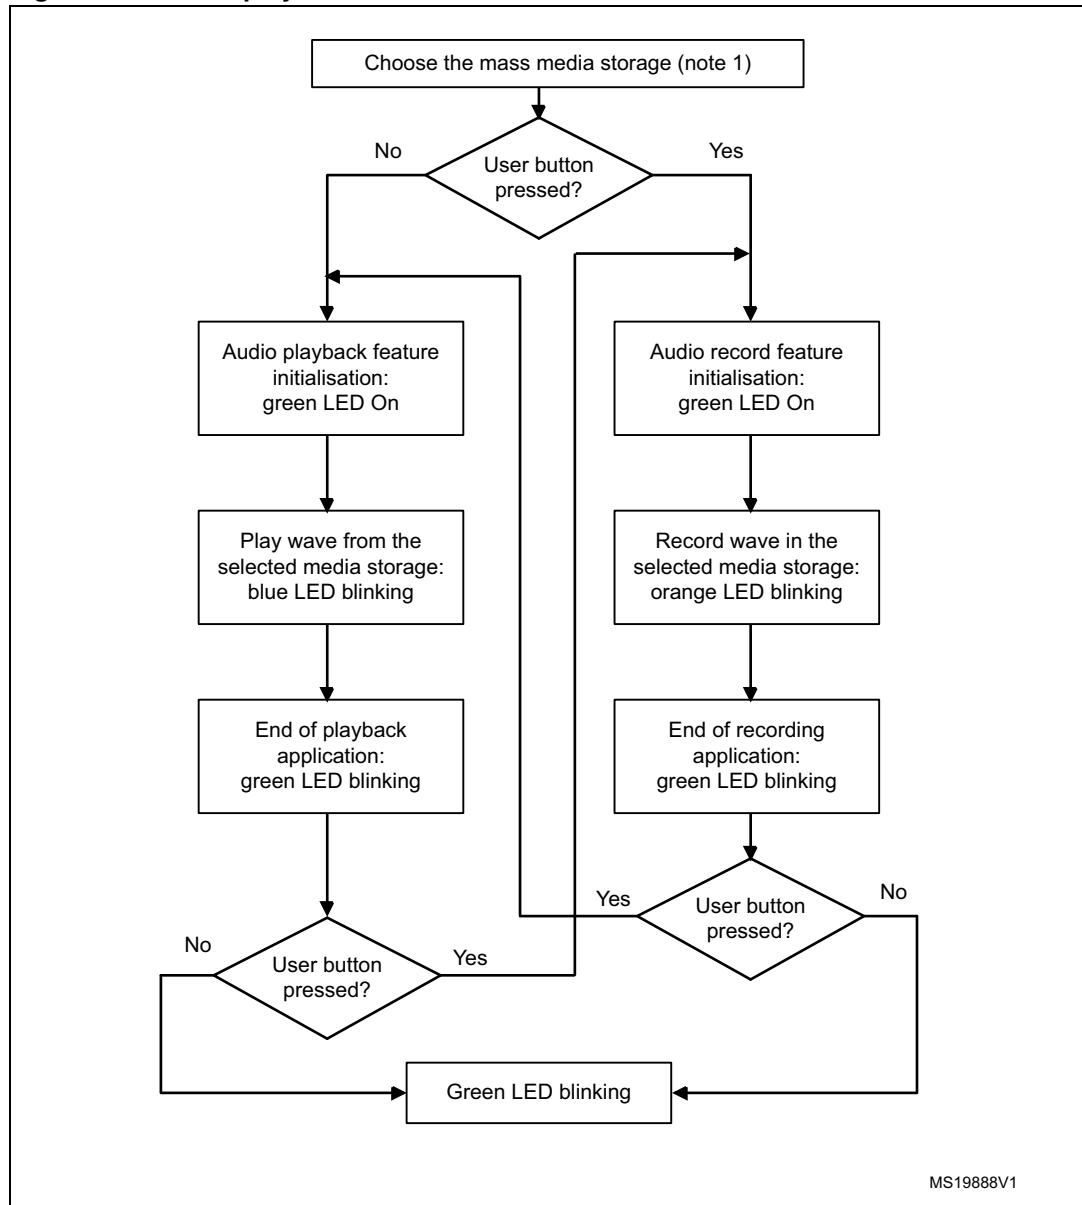 Choose the mass media storage (note 1)
No
Yes
User button
pressed?
Audio playback feature
initialisation:
green LED On
Audio record feature
initialisation:
green LED On
Play wave from the
selected media storage:
blue LED blinking
Record wave in the
selected media storage:
orange LED blinking
End of playback
application:
green LED blinking
End of recording
application:
green LED blinking
Yes
User button
pressed?
No
No
User button
pressed?
Yes
Green LED blinking
MS19888V1